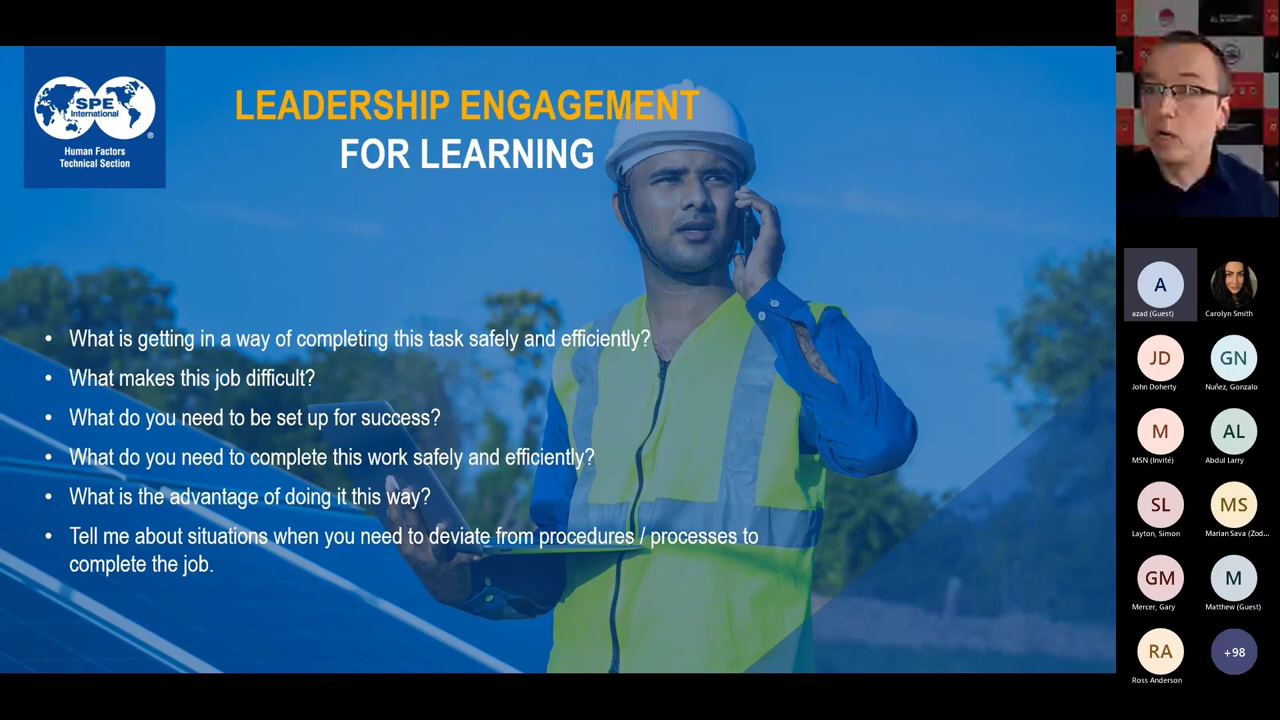 SPE
International
®
Human Factors
Technical Section
LEADERSHIP ENGAGEMENT
FOR LEARNING
• What is getting in a way of completing this task safely and efficiently?
• What makes this job difficult?
• What do you need to be set up for success?
• What do you need to complete this work safely and efficiently?
• What is the advantage of doing it this way?
• Tell me about situations when you need to deviate from procedures / processes to
complete the job.
A
azad (Guest)
Carolyn Smith
JD
John Doherty
GN
Nuñez, Gonzalo
M
MSN (Invité)
AL
Abdul Larry
SL
Layton, Simon
MS
Marian Sava (Zod...
GM
Mercer, Gary
M
Matthew (Guest)
RA
Ross Anderson
+98